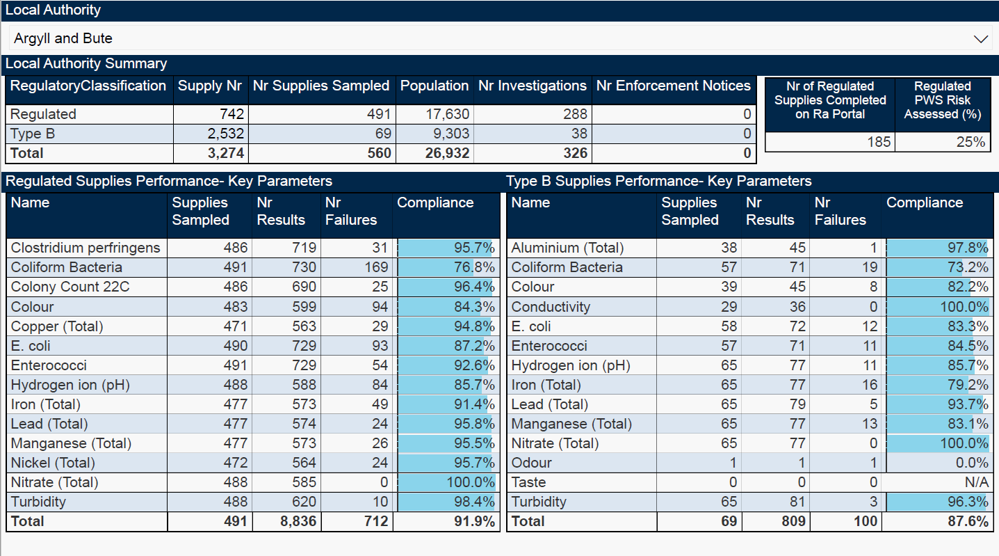 Local Authority
Argyll and Bute
Local Authority Summary
RegulatoryClassification Supply Nr Nr Supplies Sampled Population Nr Investigations Nr Enforcement Notices
Regulated 742 491 17,630 288 0
Type B 2,532 69 9,303 38 0
Total 3,274 560 26,932 326 0
Nr of Regulated Supplies Completed on Ra Portal Regulated PWS Risk Assessed (%)
185 25%
Regulated Supplies Performance- Key Parameters
Name Supplies Sampled Nr Results Nr Failures Compliance
Clostridium perfringens 486 719 31 95.7%
Coliform Bacteria 491 730 169 76.8%
Colony Count 22C 486 690 25 96.4%
Colour 483 599 94 84.3%
Copper (Total) 471 563 29 94.8%
E. coli 490 729 93 87.2%
Enterococci 491 729 54 92.6%
Hydrogen ion (pH) 488 588 84 85.7%
Iron (Total) 477 573 49 91.4%
Lead (Total) 477 574 24 95.8%
Manganese (Total) 477 573 26 95.5%
Nickel (Total) 472 564 24 95.7%
Nitrate (Total) 488 585 0 100.0%
Turbidity 488 620 10 98.4%
Total 491 8,836 712 91.9%
Type B Supplies Performance- Key Parameters
Name Supplies Sampled Nr Results Nr Failures Compliance
Aluminium (Total) 38 45 1 97.8%
Coliform Bacteria 57 71 19 73.2%
Colour 39 45 8 82.2%
Conductivity 29 36 0 100.0%
E. coli 58 72 12 83.3%
Enterococci 57 71 11 84.5%
Hydrogen ion (pH) 65 77 11 85.7%
Iron (Total) 65 77 16 79.2%
Lead (Total) 65 79 5 93.7%
Manganese (Total) 65 77 13 83.1%
Nitrate (Total) 65 77 0 100.0%
Odour 1 1 1 0.0%
Taste 0 0 0 N/A
Turbidity 65 81 3 96.3%
Total 69 809 100 87.6%